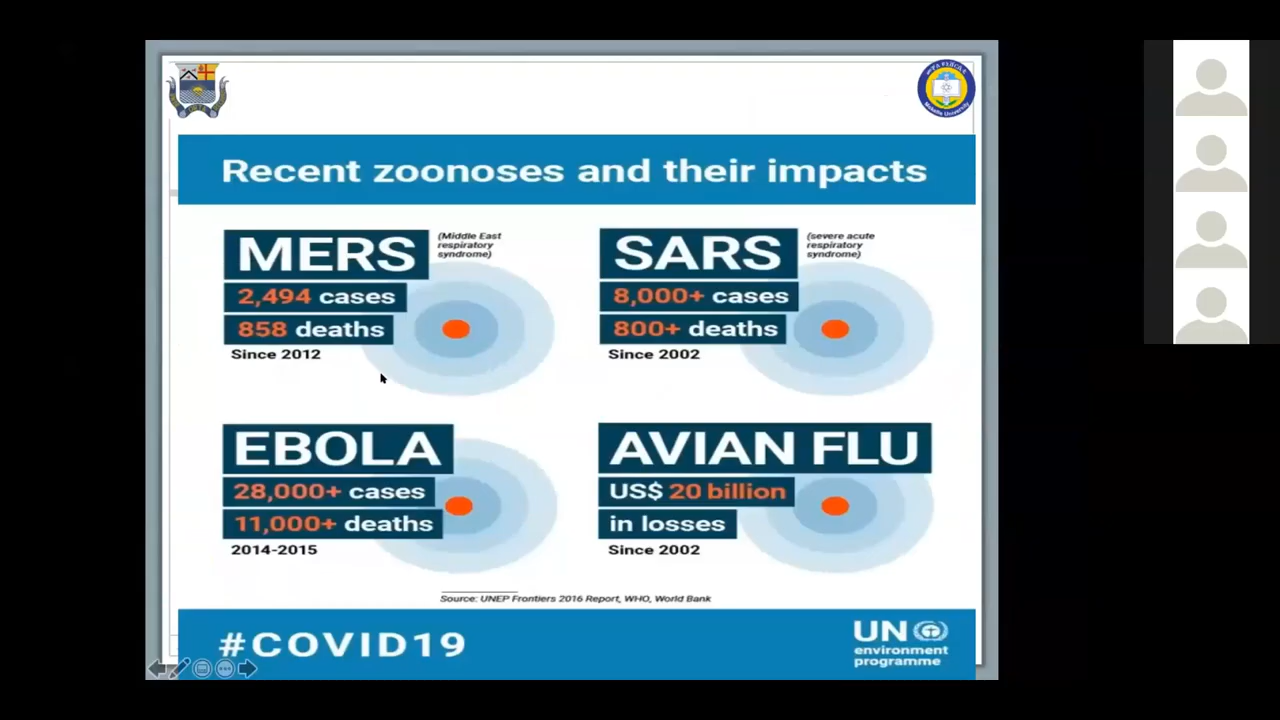 Recent zoonoses and their impacts
MERS
(Middle East
respiratory
syndrome)
2,494 cases
858 deaths
Since 2012
SARS
(severe acute
respiratory
syndrome)
8,000+ cases
800+ deaths
Since 2002
EBOLA
28,000+ cases
11,000+ deaths
2014-2015
AVIAN FLU
US$ 20 billion
in losses
Since 2002
Source: UNEP Frontiers 2016 Report, WHO, World Bank
#COVID19
UN
environment
programme